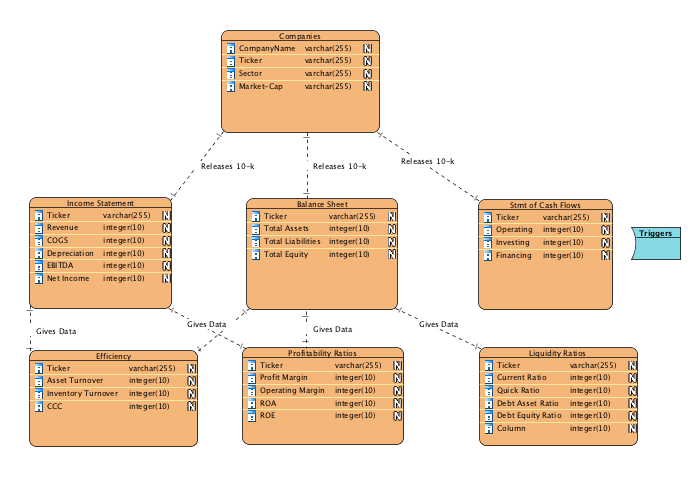 Companies
CompanyName varchar(255) N
Ticker varchar(255) N
Sector varchar(255) N
Market-Cap varchar(255) N
Releases 10-k
Releases 10-k
Releases 10-k
Income Statement
Ticker varchar(255) N
Revenue integer(10) N
COGS integer(10) N
Depreciation integer(10) N
EBITDA integer(10) N
Net Income integer(10) N
Balance Sheet
Ticker varchar(255) N
Total Assets integer(10) N
Total Liabilities integer(10) N
Total Equity integer(10) N
Stmt of Cash Flows
Ticker varchar(255) N
Operating integer(10) N
Investing integer(10) N
Financing integer(10) N
Triggers
Gives Data
Gives Data
Gives Data
Gives Data
Efficiency
Ticker varchar(255) N
Asset Turnover integer(10) N
Inventory Turnover integer(10) N
CCC integer(10) N
Profitability Ratios
Ticker varchar(255) N
Profit Margin integer(10) N
Operating Margin integer(10) N
ROA integer(10) N
ROE integer(10) N
Liquidity Ratios
Ticker varchar(255) N
Current Ratio integer(10) N
Quick Ratio integer(10) N
Debt Asset Ratio integer(10) N
Debt Equity Ratio integer(10) N
Column integer(10) N